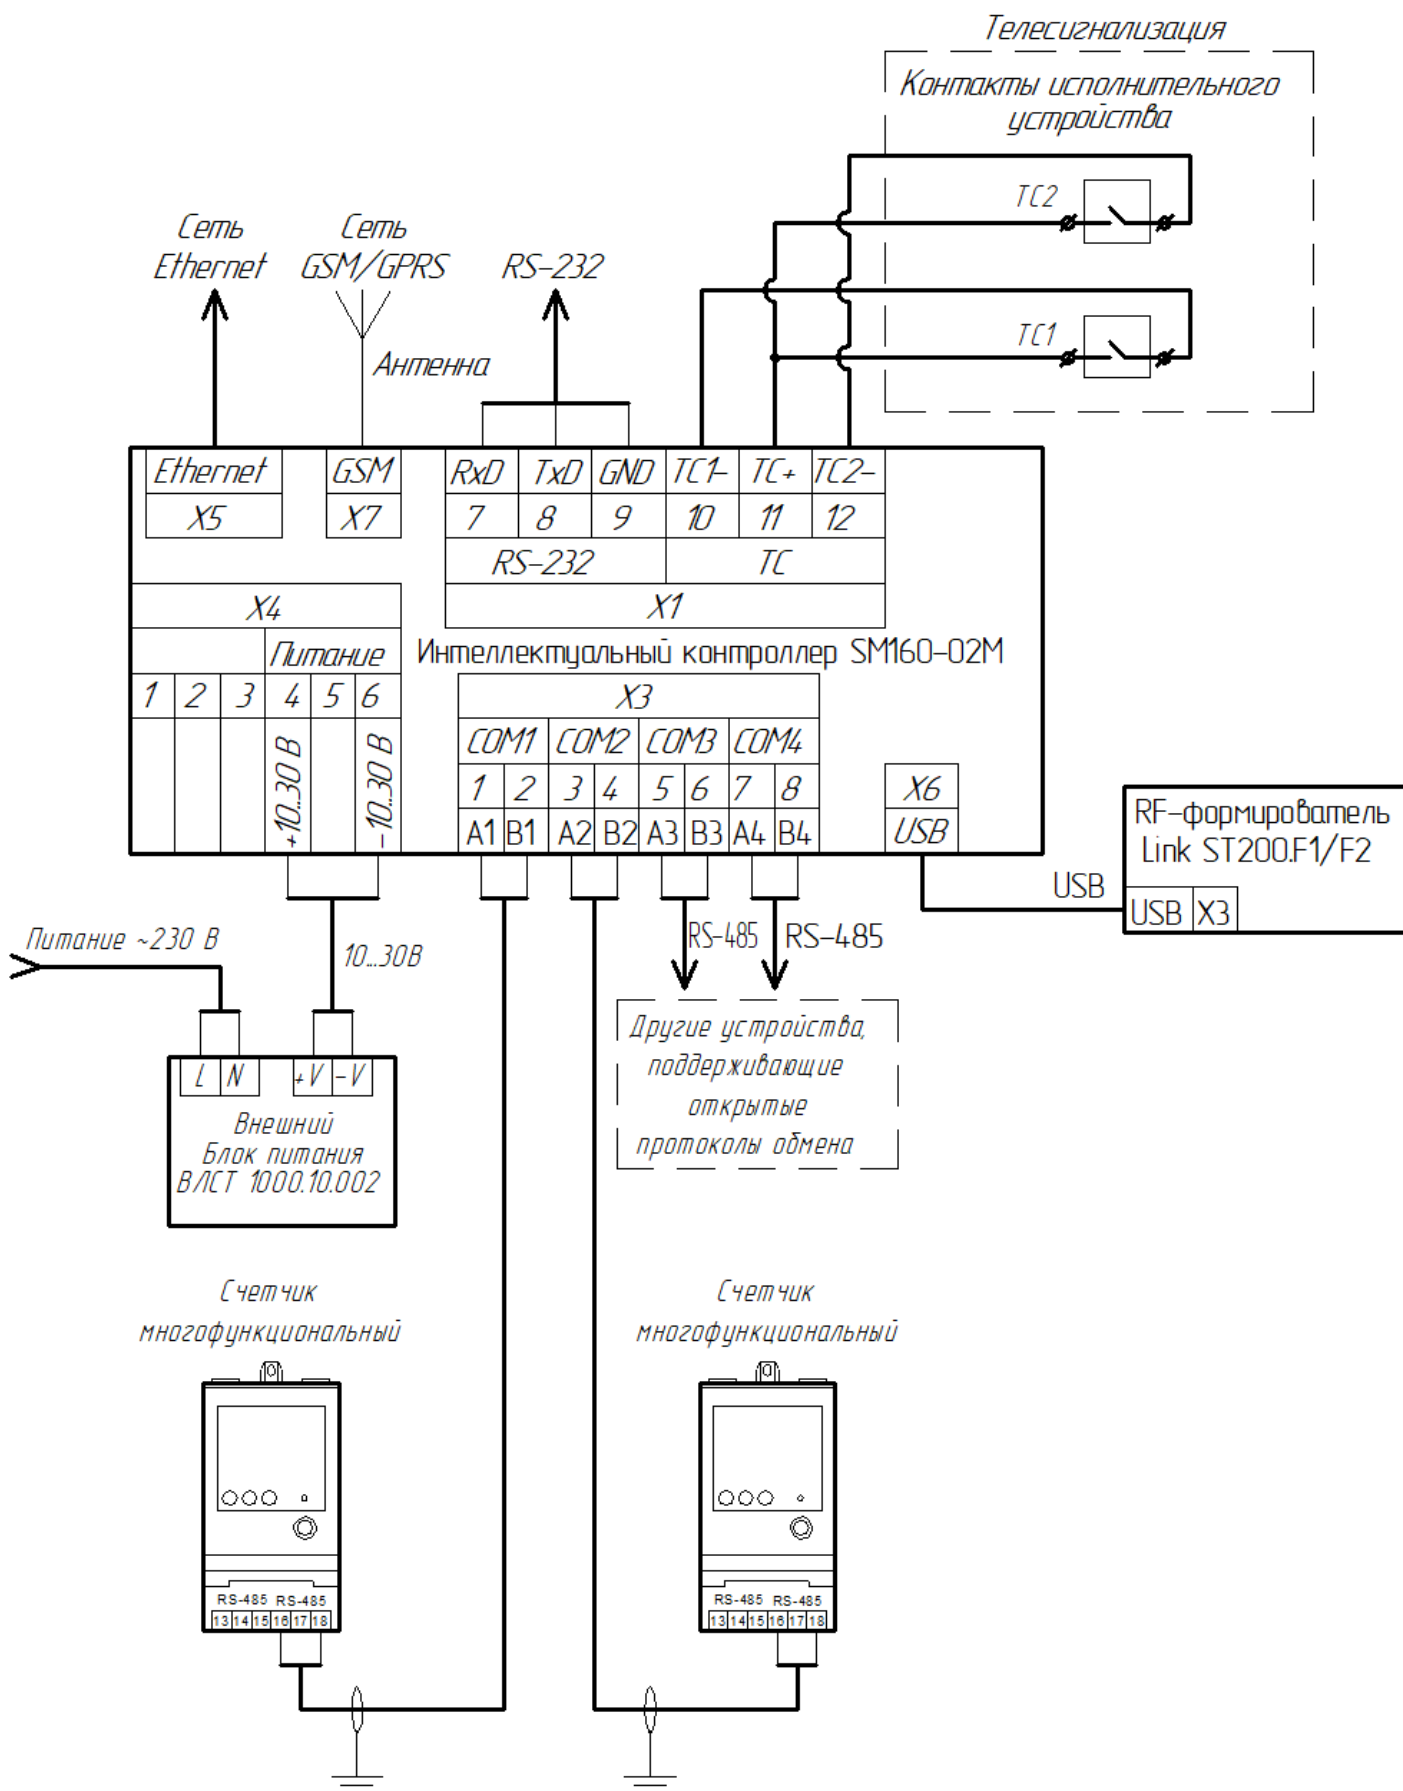 Телесигнализация
Контакты исполнительного
устройства
ТС2
Сеть
Ethernet
Сеть
GSM/GPRS
RS-232
ТС1
Антенна
Ethernet
GSM
RxD
TxD
GND
ТС1-
ТС+
ТС2-
X5
X7
7
8
9
10
11
12
RS-232
ТС
X4
X1
Питание
Интеллектуальный контроллер SM160-02M
1
2
3
4
5
6
X3
+10..30 В
-10..30 В
COM1
COM2
COM3
COM4
1
2
3
4
5
6
7
8
A1
B1
A2
B2
A3
B3
A4
B4
X6
USB
RF-формирователь
Link ST200.F1/F2
USB
USB
X3
Питание ~230 В
10...30В
RS-485
RS-485
L
N
+V
-V
Внешний
Блок питания
ВЛСТ 1000.10.002
Другие устройства,
поддерживающие
открытые
протоколы обмена
Счетчик
многофункциональный
Счетчик
многофункциональный
RS-485 RS-485
13 14 15 16 17 18
RS-485 RS-485
13 14 15 16 17 18